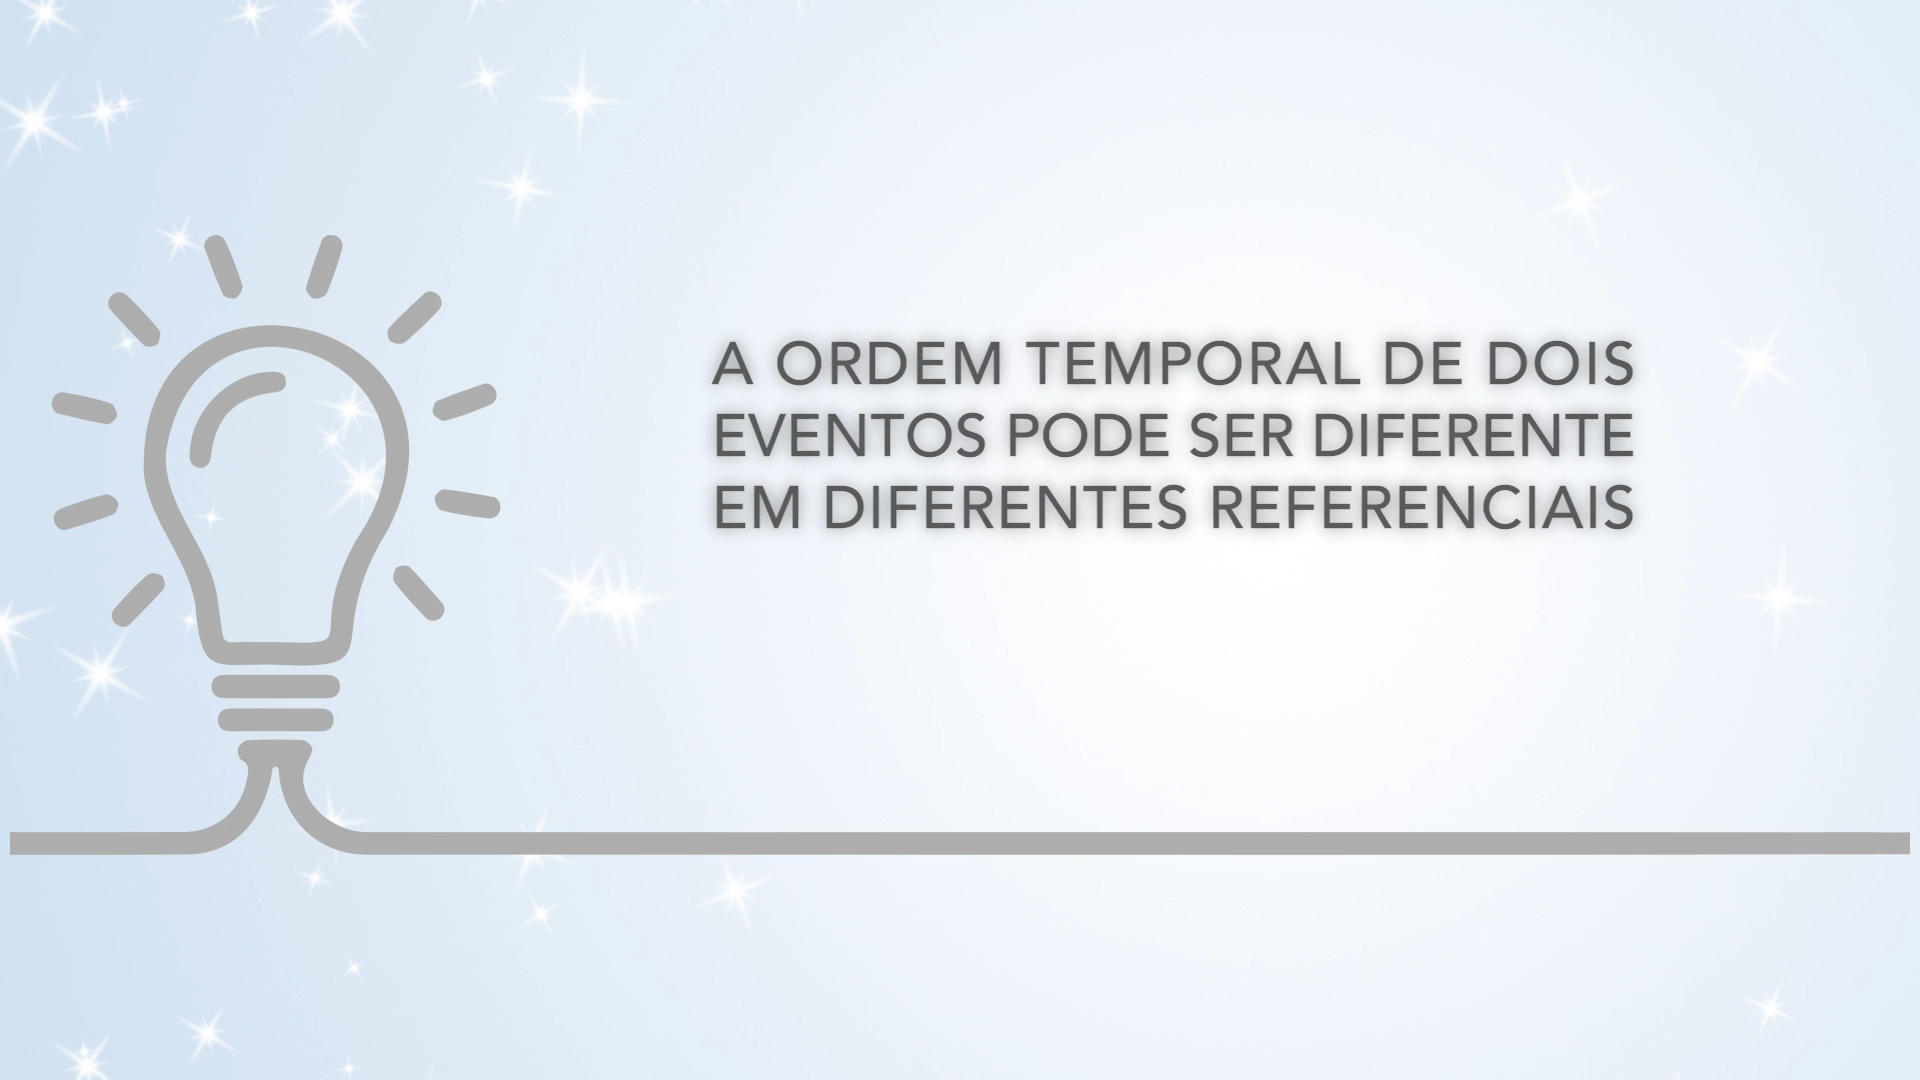 A ORDEM TEMPORAL DE DOIS
EVENTOS PODE SER DIFERENTE
EM DIFERENTES REFERENCIAIS